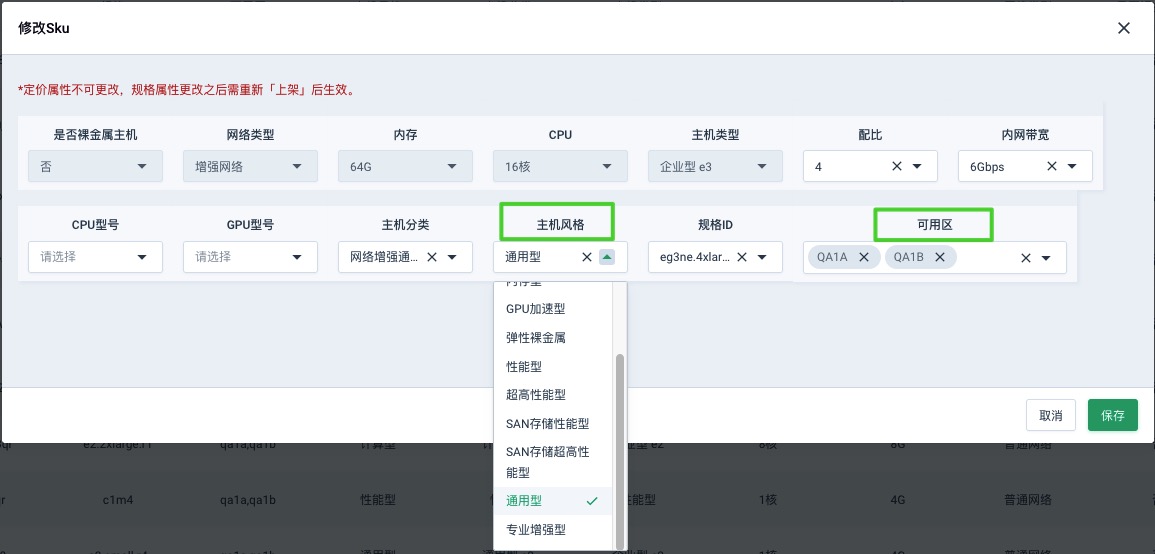 修改Sku
*定价属性不可更改，规格属性更改之后需重新「上架」后生效。
是否裸金属主机 网络类型 内存 CPU 主机类型 配比 内网带宽
否 增强网络 64G 16核 企业型 e3 4 6Gbps
CPU型号 GPU型号 主机分类 主机风格 规格ID 可用区
请选择 请选择 网络增强通... 通用型 eg3ne.4xlar... QA1A QA1B
内存型
GPU加速型
弹性裸金属
性能型
超高性能型
SAN存储性能型
SAN存储超高性
能型
通用型
专业增强型
取消 保存
e2.2xlarge.r1 qa1a,qa1b 计算型 e2 8核 8G 普通网络
c1m4 qa1a,qa1b 性能型 性能型 1核 4G 普通网络